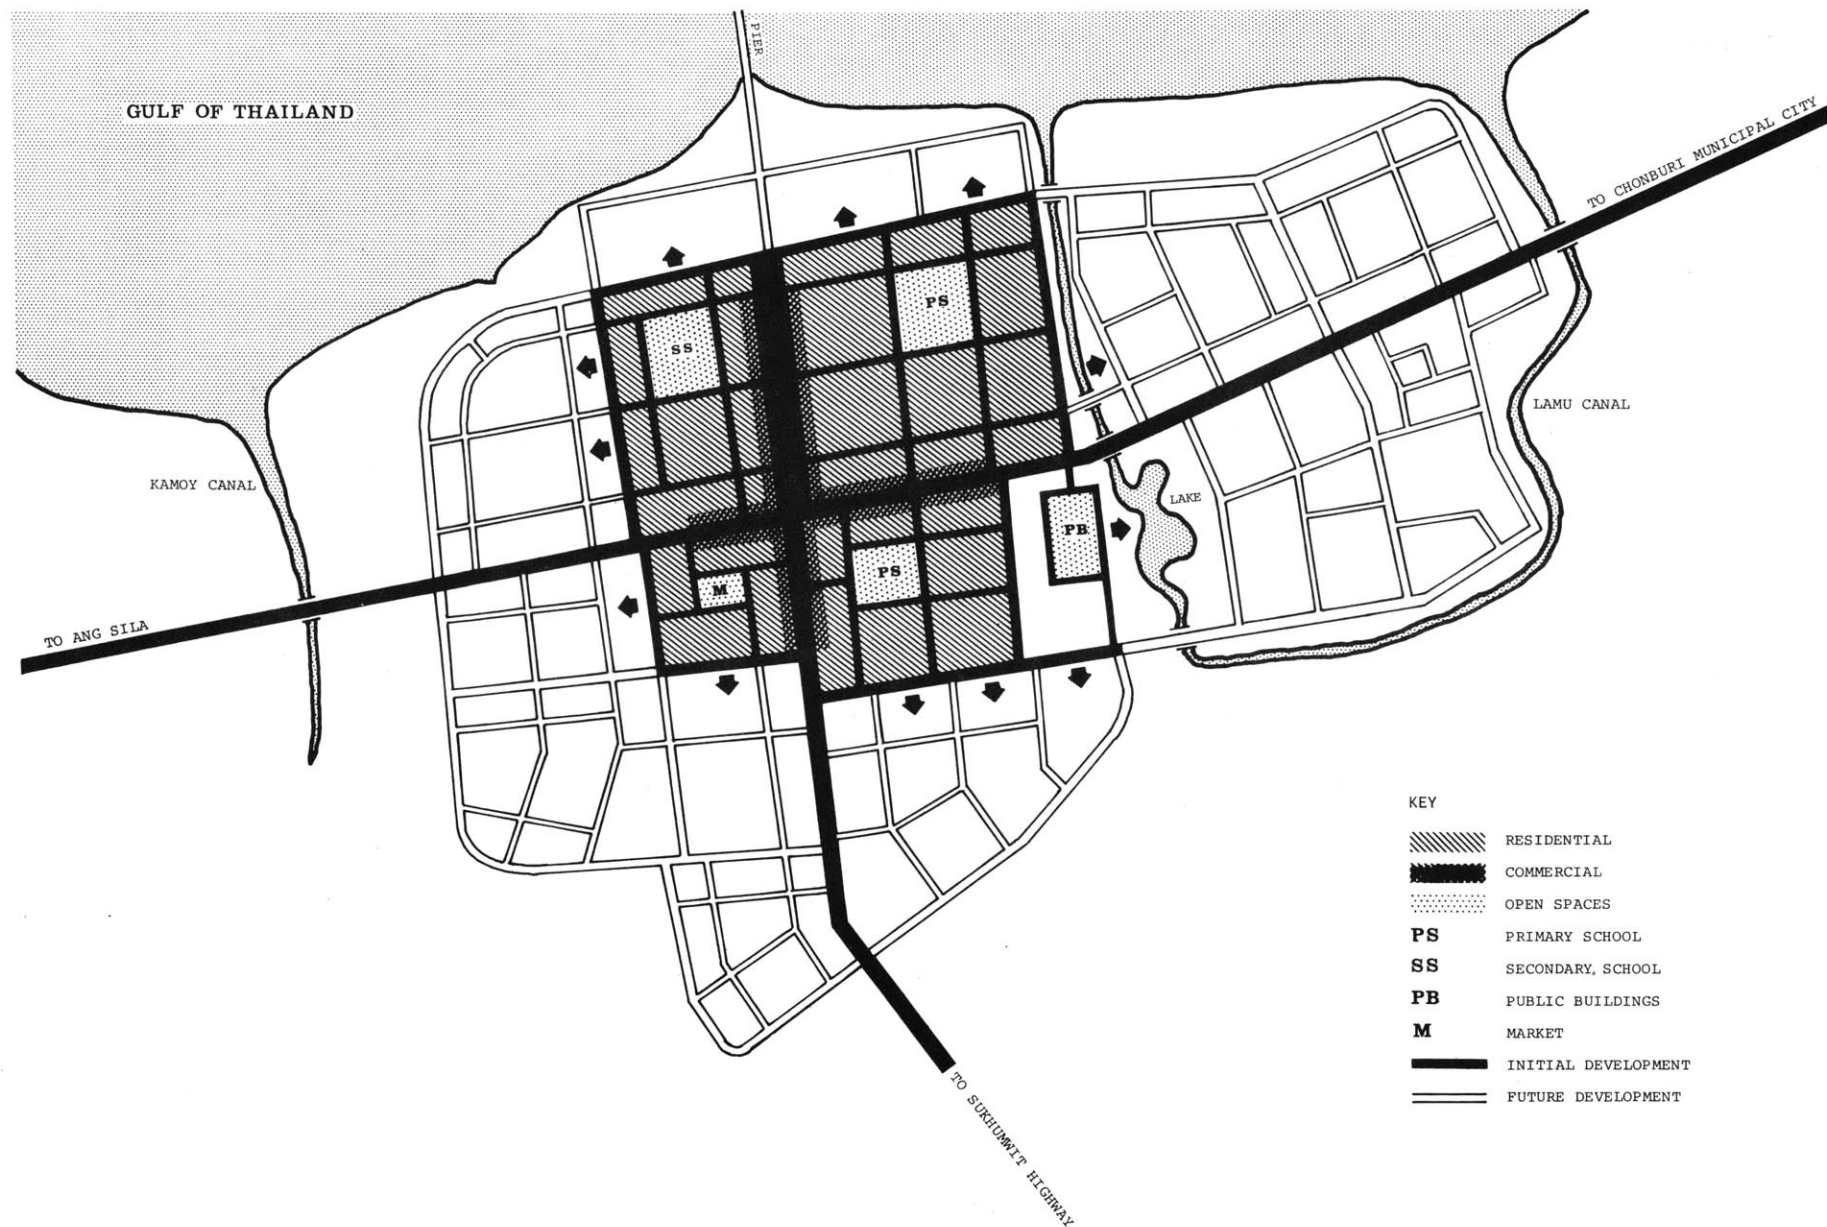 PIER
GULF OF THAILAND
TO CHONBURI MUNICIPAL CITY
PS
SS
LAMU CANAL
KAMOY CANAL
LAKE
PB
PS
M
TO ANG SILA
TO SUKHUMWIT HIGHWAY
KEY
RESIDENTIAL
COMMERCIAL
OPEN SPACES
PS PRIMARY SCHOOL
SS SECONDARY. SCHOOL
PB PUBLIC BUILDINGS
M MARKET
INITIAL DEVELOPMENT
FUTURE DEVELOPMENT